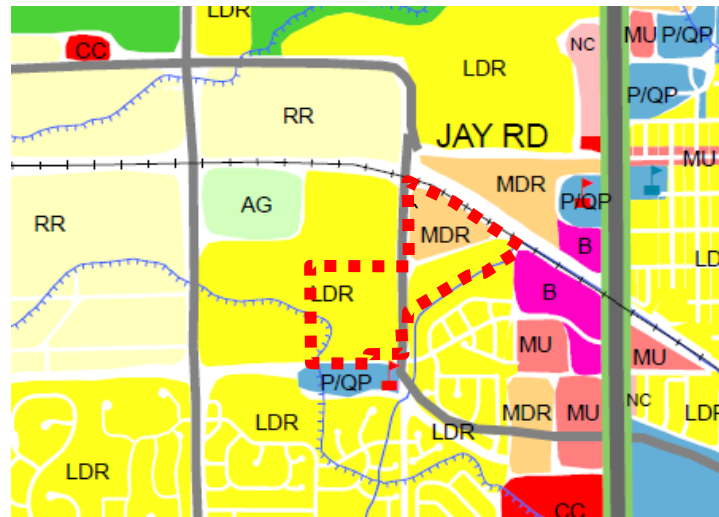 LDR
MU P/QP
NC
CC
LDR
P/QP
RR
JAY RD
MU
MDR
P/QP
AG
RR
MDR
B
LD
LDR
B
MU
MU
P/QP
MDR
MU
NC
LDR
LDR
LDR
LDR
CC